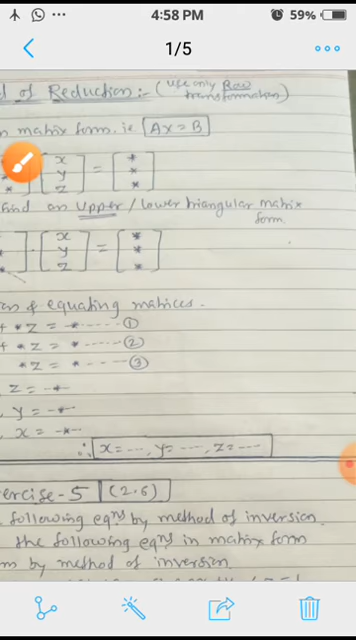 4:58 PM
59%
1/5
of Reduction:- (use only Row transformation)
matrix form. i.e. Ax = B
x
y = *
z *
*
find an upper / lower triangular matrix form.
x
y = *
z *
*
& equating matrices.
+ *z = * ----- ①
+ *z = * ----- ②
*z = * ----- ③
z = -*-
y = -*-
x = -*-
∴ x = ---, y = ---, z = ---
ercise - 5 (2.6)
following eqns by method of inversion.
the following eqns in matrix form
by method of inversion.